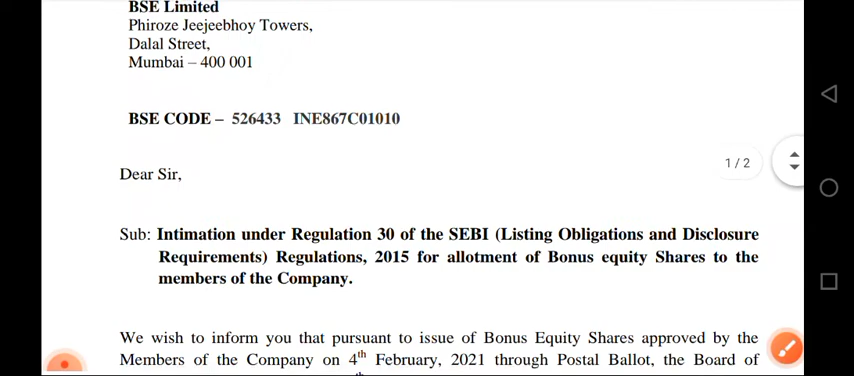 BSE Limited
Phiroze Jeejeebhoy Towers,
Dalal Street,
Mumbai – 400 001
BSE CODE – 526433 INE867C01010
Dear Sir,
1 / 2
Sub: Intimation under Regulation 30 of the SEBI (Listing Obligations and Disclosure
Requirements) Regulations, 2015 for allotment of Bonus equity Shares to the
members of the Company.
We wish to inform you that pursuant to issue of Bonus Equity Shares approved by the
Members of the Company on 4th February, 2021 through Postal Ballot, the Board of